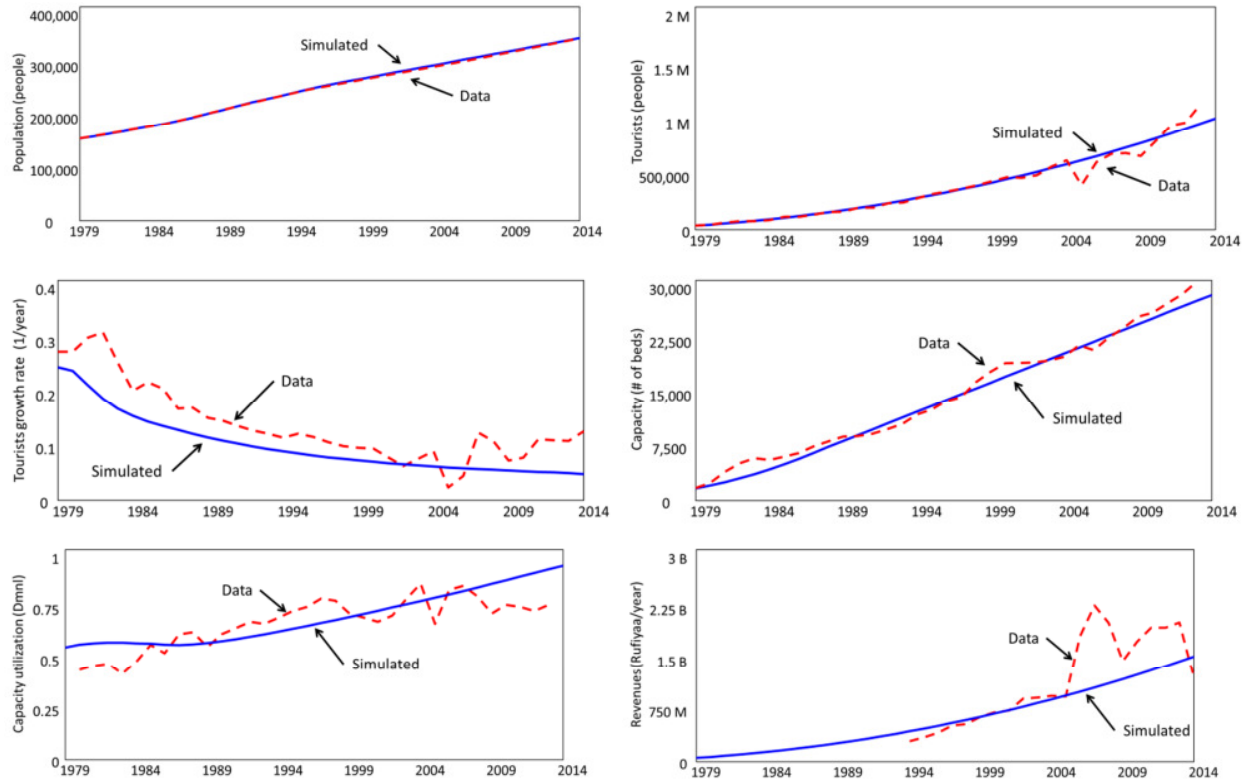 Population (people)
400,000
300,000
200,000
100,000
0
Simulated
Data
1979 1984 1989 1994 1999 2004 2009 2014
Tourists (people)
2 M
1.5 M
1 M
500,000
0
Simulated
Data
1979 1984 1989 1994 1999 2004 2009 2014
Tourists growth rate (1/year)
0.4
0.3
0.2
0.1
0
Data
Simulated
1979 1984 1989 1994 1999 2004 2009 2014
Capacity (# of beds)
30,000
22,500
15,000
7,500
0
Data
Simulated
1979 1984 1989 1994 1999 2004 2009 2014
Capacity utilization (Dmnl)
1
0.75
0.5
0.25
0
Data
Simulated
1979 1984 1989 1994 1999 2004 2009 2014
Revenues (Rufiyaa/year)
3 B
2.25 B
1.5 B
750 M
0
Data
Simulated
1979 1984 1989 1994 1999 2004 2009 2014